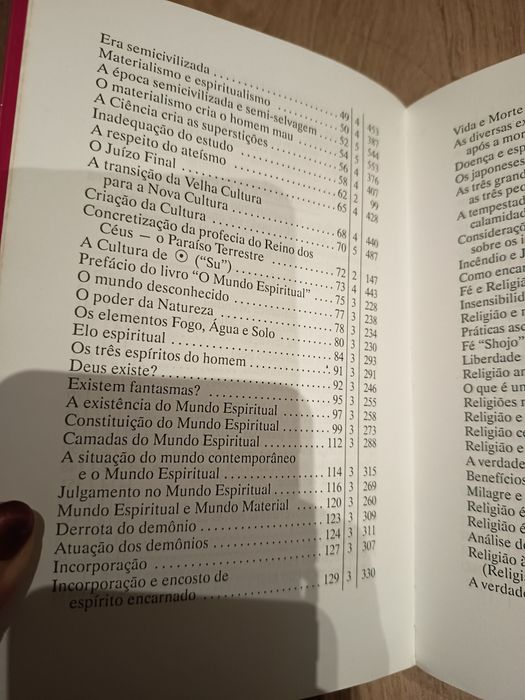 Era semicivilizada ........ 49 4 453
Materialismo e espiritualismo ........ 50 4 387
A época semicivilizada e semi-selvagem ........ 52 5 544
O materialismo cria o homem mau ........ 54 5 553
A Ciência cria as superstições ........ 56 4 376
Inadequação do estudo ........ 58 4 407
A respeito do ateísmo ........ 62 2 99
O Juízo Final ........ 65 4 428
A transição da Velha Cultura
para a Nova Cultura ........ 68 4 440
Criação da Cultura ........ 70 5 487
Concretização da profecia do Reino dos
Céus — o Paraíso Terrestre ........ 72 2 147
A Cultura de ☉ (“Su”) ........ 73 4 443
Prefácio do livro “O Mundo Espiritual” ........ 75 3 228
O mundo desconhecido ........ 77 3 238
O poder da Natureza ........ 78 3 234
Os elementos Fogo, Água e Solo ........ 80 3 230
Elo espiritual ........ 84 3 293
Os três espíritos do homem ........ 91 3 291
Deus existe? ........ 92 3 246
Existem fantasmas? ........ 95 3 255
A existência do Mundo Espiritual ........ 97 3 258
Constituição do Mundo Espiritual ........ 99 3 273
Camadas do Mundo Espiritual ........ 112 3 288
A situação do mundo contemporâneo
e o Mundo Espiritual ........ 114 3 315
Julgamento no Mundo Espiritual ........ 116 3 269
Mundo Espiritual e Mundo Material ........ 120 3 260
Derrota do demônio ........ 123 3 309
Atuação dos demônios ........ 124 3 311
Incorporação ........ 127 3 307
Incorporação e encosto de
espírito encarnado ........ 129 3 330
Vida e Morte
As diversas ex
após a mor
Doença e esp
Os japoneses
As três grand
as três peq
A tempestad
calamidad
Consideraçõ
sobre os
Incêndio e J
Como encar
Fé e Religiã
Insensibilid
Religião e r
Práticas asc
Fé “Shojo”
Liberdade
Religião an
O que é un
Religiões n
Religião e
Religião ce
Religião e
A verdade
Benefícios
Milagre e
Religião é
Religião é
Análise de
Religião à
(Religi
A verdade